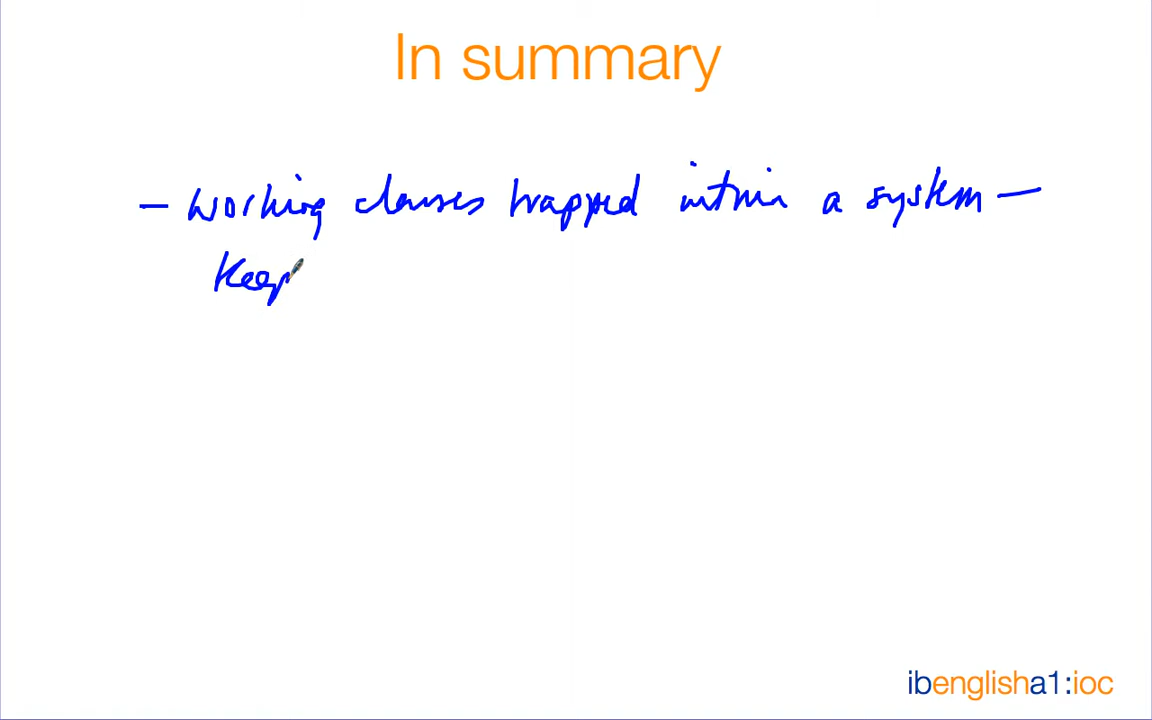 In summary
- working classes trapped within a system -
keep
ibenglisha1:ioc